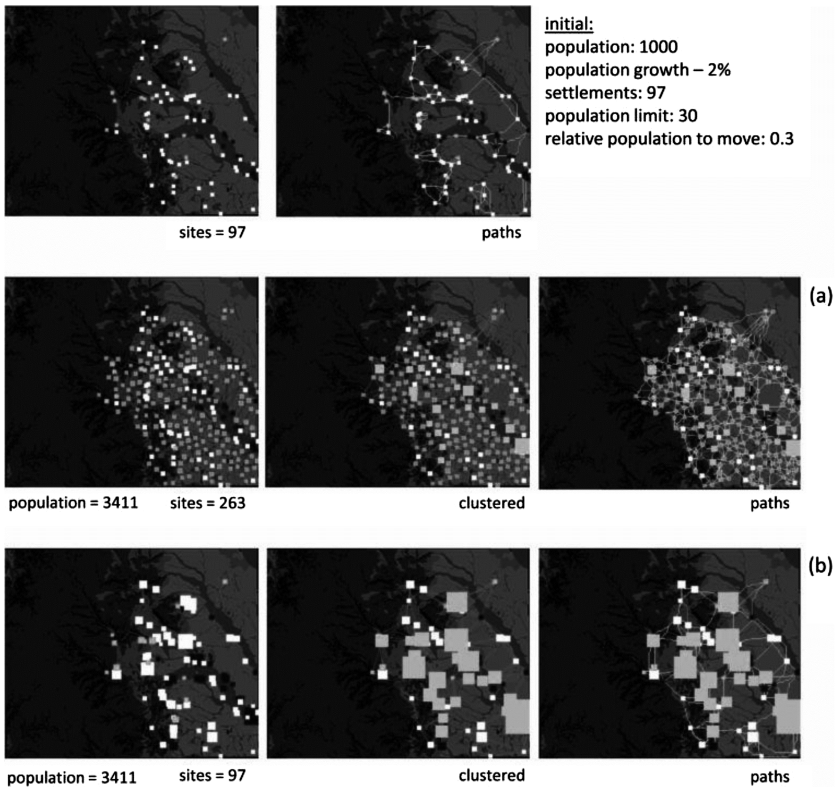 initial:
population: 1000
population growth – 2%
settlements: 97
population limit: 30
relative population to move: 0.3
sites = 97
paths
(a)
population = 3411
sites = 263
clustered
paths
(b)
population = 3411
sites = 97
clustered
paths